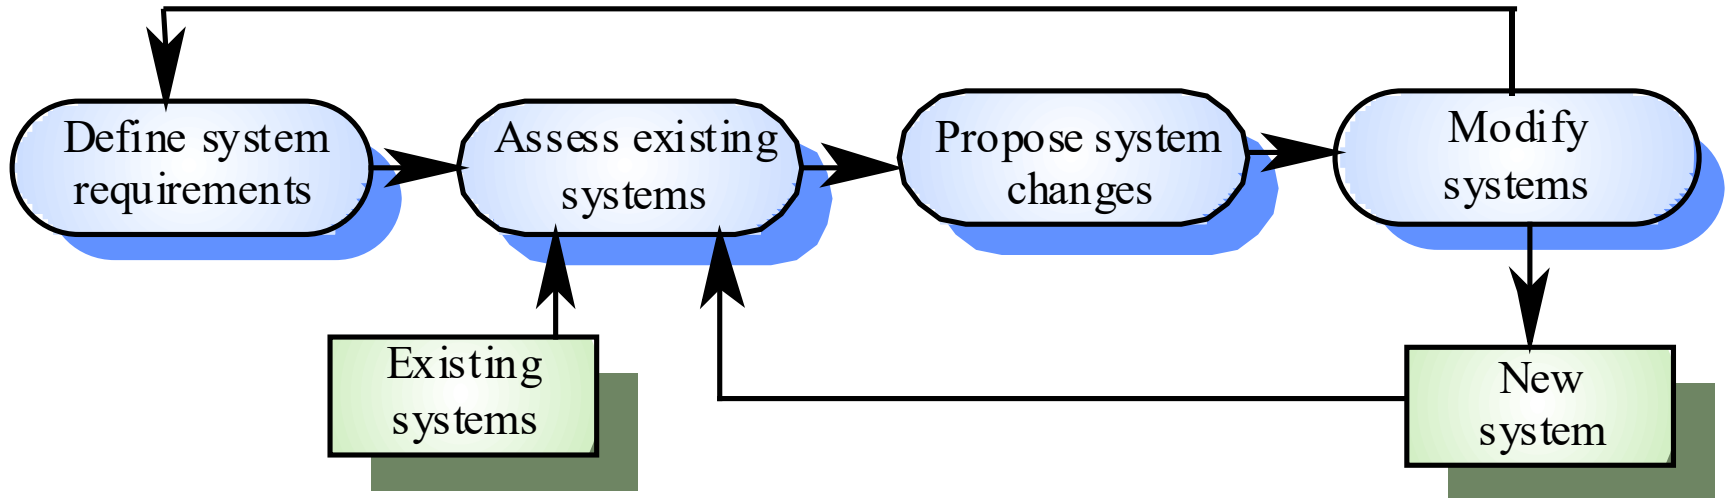 Define system
requirements
Assess existing
systems
Propose system
changes
Modify
systems
Existing
systems
New
system